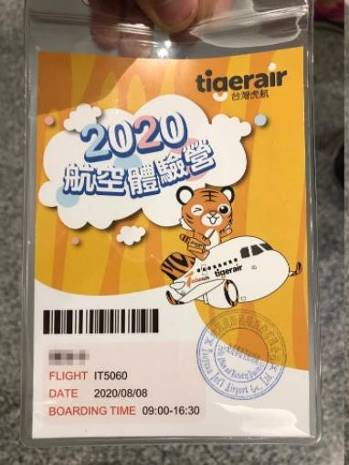 tigerair
台灣虎航
2020
航空體驗營
tigerair
FLIGHT IT5060
DATE 2020/08/08
BOARDING TIME 09:00-16:30